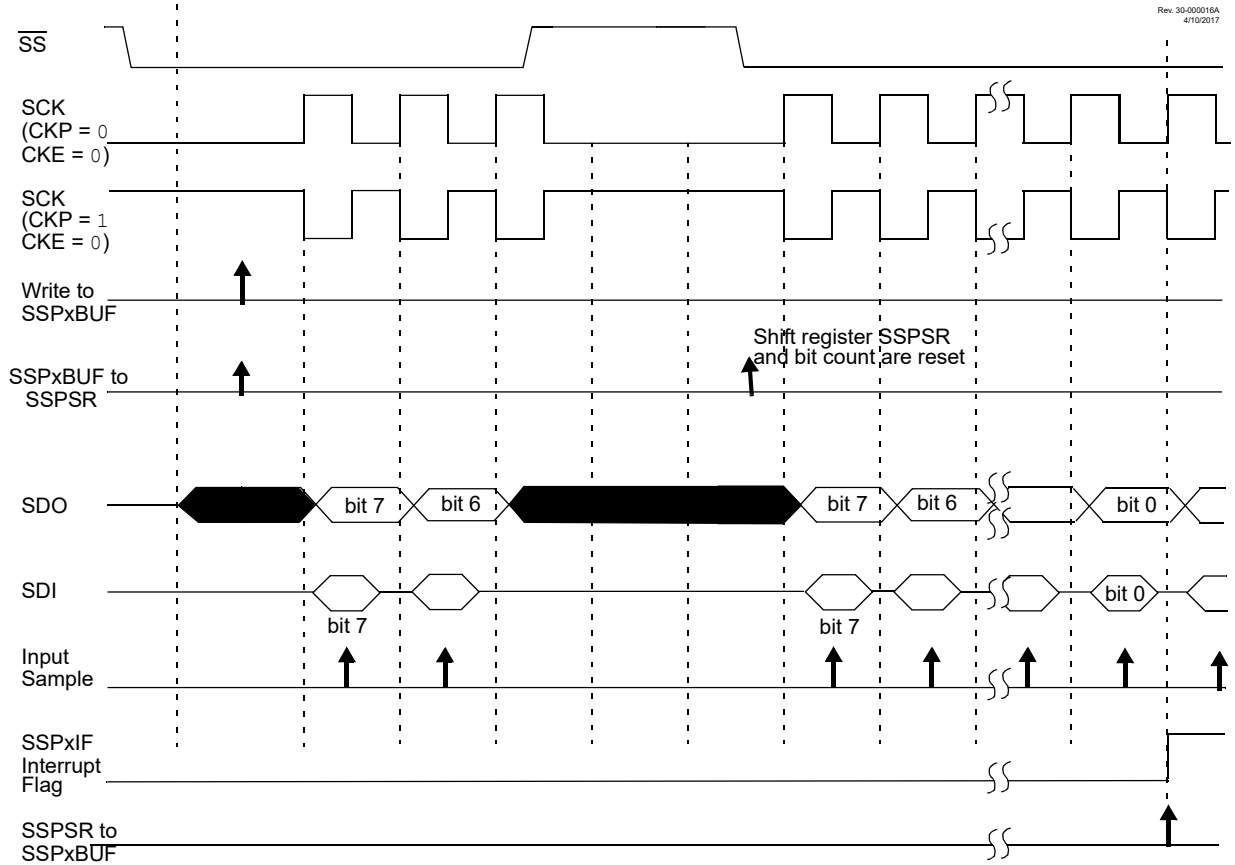 Rev. 30-000016A
4/10/2017
SS
SCK
(CKP = 0
CKE = 0)
SCK
(CKP = 1
CKE = 0)
Write to
SSPxBUF
Shift register SSPSR
and bit count are reset
SSPxBUF to
SSPSR
SDO
bit 7
bit 6
bit 7
bit 6
bit 0
SDI
bit 0
bit 7
bit 7
Input
Sample
SSPxIF
Interrupt
Flag
SSPSR to
SSPxBUF